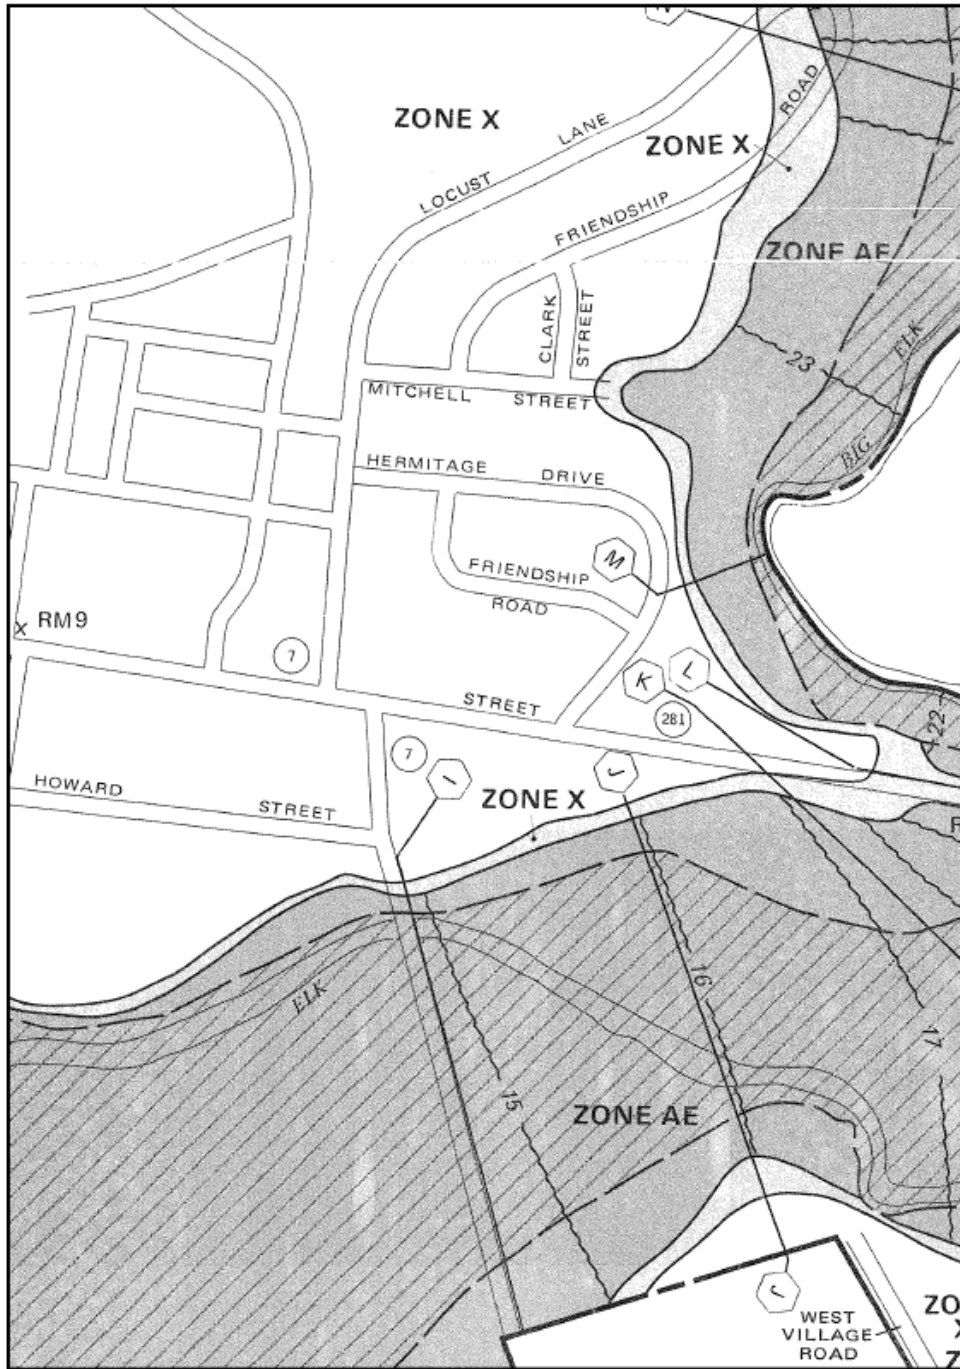 ZONE X
LOCUST LANE
ZONE X
ROAD
FRIENDSHIP
ZONE AE
CLARK
STREET
23
ELK
MITCHELL STREET
BIG
HERMITAGE DRIVE
M
FRIENDSHIP
ROAD
RM9
7
K
L
STREET
281
22
7
I
J
HOWARD STREET
ZONE X
R
ELK
16
17
15
ZONE AE
J
WEST
VILLAGE
ROAD
ZO
X
Z